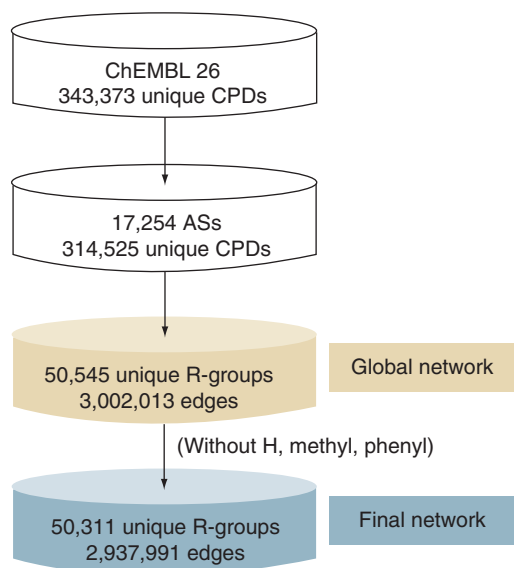 ChEMBL 26
343,373 unique CPDs
17,254 ASs
314,525 unique CPDs
50,545 unique R-groups
3,002,013 edges
Global network
(Without H, methyl, phenyl)
50,311 unique R-groups
2,937,991 edges
Final network